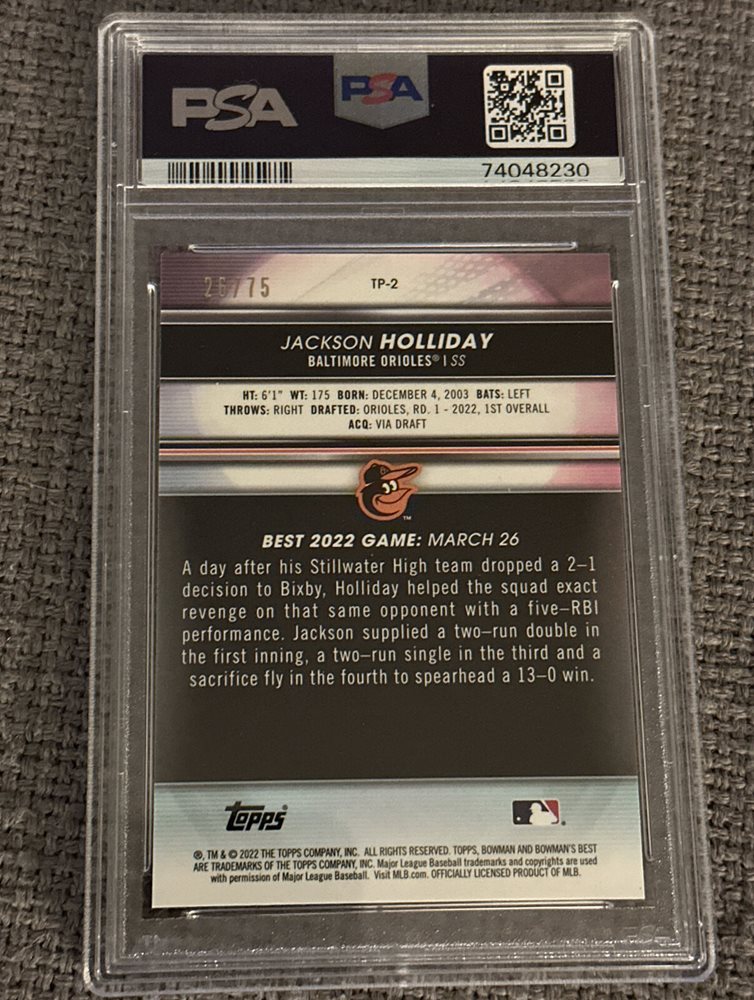 PSA
PSA
74048230
26/75
TP-2
JACKSON HOLLIDAY
BALTIMORE ORIOLES® | SS
HT: 6'1" WT: 175 BORN: DECEMBER 4, 2003 BATS: LEFT
THROWS: RIGHT DRAFTED: ORIOLES, RD. 1 - 2022, 1ST OVERALL
ACQ: VIA DRAFT
TM
BEST 2022 GAME: MARCH 26
A day after his Stillwater High team dropped a 2–1
decision to Bixby, Holliday helped the squad exact
revenge on that same opponent with a five–RBI
performance. Jackson supplied a two–run double in
the first inning, a two–run single in the third and a
sacrifice fly in the fourth to spearhead a 13–0 win.
Topps
®, TM & © 2022 THE TOPPS COMPANY, INC. ALL RIGHTS RESERVED. TOPPS, BOWMAN AND BOWMAN'S BEST
ARE TRADEMARKS OF THE TOPPS COMPANY, INC. Major League Baseball trademarks and copyrights are used
with permission of Major League Baseball. Visit MLB.com. OFFICIALLY LICENSED PRODUCT OF MLB.